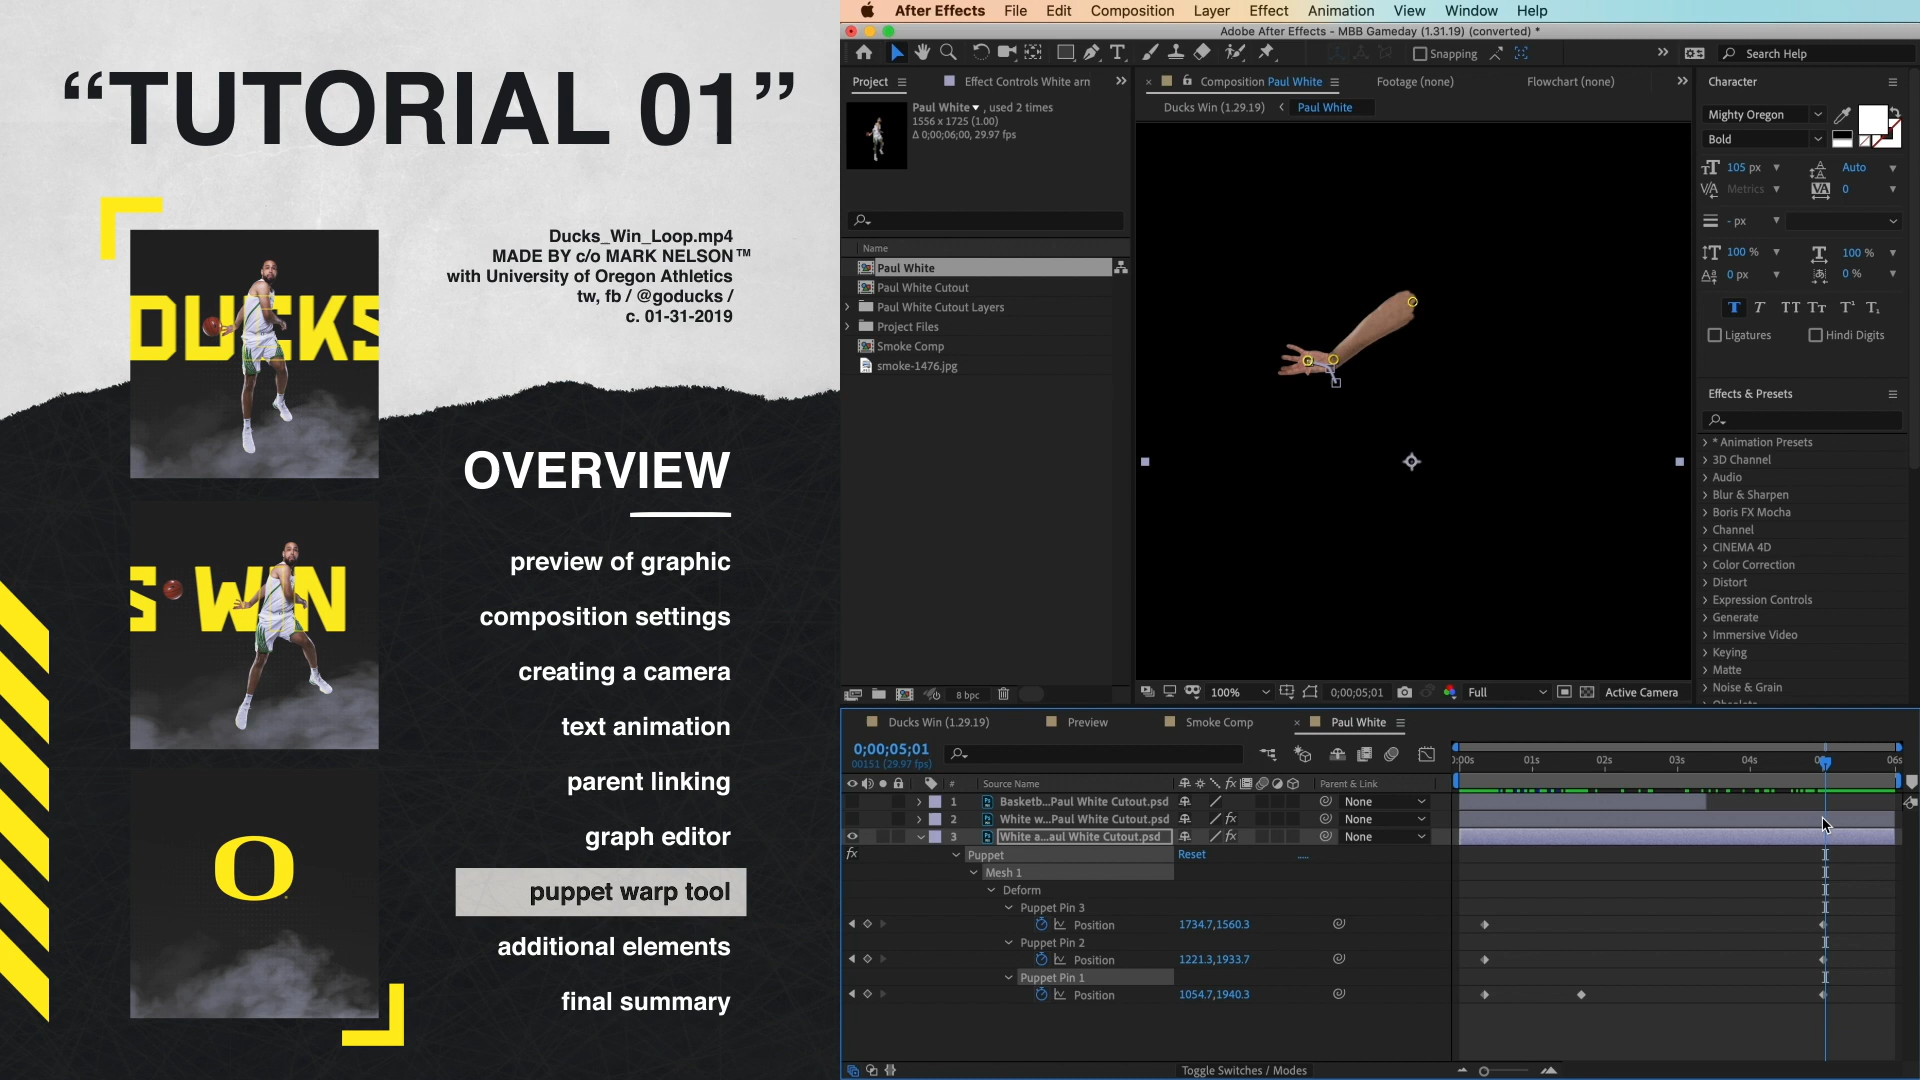 “TUTORIAL 01”
Ducks_Win_Loop.mp4
MADE BY c/o MARK NELSON™
with University of Oregon Athletics
tw, fb / @goducks /
c. 01-31-2019
DUCKS
S WIN
O
OVERVIEW
preview of graphic
composition settings
creating a camera
text animation
parent linking
graph editor
puppet warp tool
additional elements
final summary
After Effects File Edit Composition Layer Effect Animation View Window Help
Adobe After Effects - MBB Gameday (1.31.19) (converted) *
Snapping
Search Help
Project
Effect Controls White arn
Composition Paul White
Footage (none)
Flowchart (none)
Ducks Win (1.29.19)
Paul White
Paul White , used 2 times
1556 x 1725 (1.00)
Δ 0;00;06;00, 29.97 fps
Name
Paul White
Paul White Cutout
Paul White Cutout Layers
Project Files
Smoke Comp
smoke-1476.jpg
8 bpc
100%
0;00;05;01
Full
Active Camera
Character
Mighty Oregon
Bold
105 px
Auto
Metrics
0
- px
100 %
100 %
0 px
0 %
T T TT Tт T¹ T₁
Ligatures
Hindi Digits
Effects & Presets
* Animation Presets
3D Channel
Audio
Blur & Sharpen
Boris FX Mocha
Channel
CINEMA 4D
Color Correction
Distort
Expression Controls
Generate
Immersive Video
Keying
Matte
Noise & Grain
Ducks Win (1.29.19)
Preview
Smoke Comp
Paul White
0;00;05;01
00151 (29.97 fps)
0:00s 01s 02s 03s 04s 06s
# Source Name
fx
Parent & Link
1 Basketb...Paul White Cutout.psd None
2 White w...Paul White Cutout.psd fx None
3 White a...aul White Cutout.psd fx None
fx Puppet Reset .....
Mesh 1
Deform
Puppet Pin 3
Position 1734.7,1560.3
Puppet Pin 2
Position 1221.3,1933.7
Puppet Pin 1
Position 1054.7,1940.3
Toggle Switches / Modes